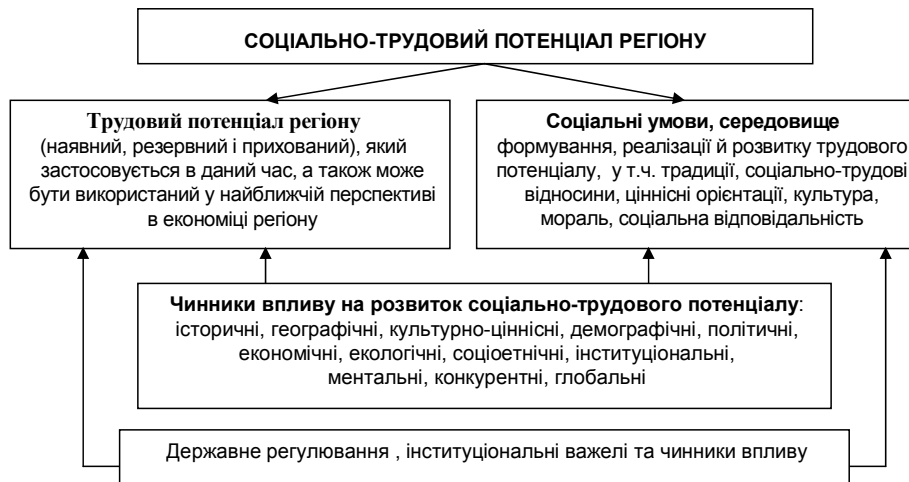 СОЦІАЛЬНО-ТРУДОВИЙ ПОТЕНЦІАЛ РЕГІОНУ
Трудовий потенціал регіону
(наявний, резервний і прихований), який
застосовується в даний час, а також може
бути використаний у найближчій перспективі
в економіці регіону
Соціальні умови, середовище
формування, реалізації й розвитку трудового
потенціалу, у т.ч. традиції, соціально-трудові
відносини, ціннісні орієнтації, культура,
мораль, соціальна відповідальність
Чинники впливу на розвиток соціально-трудового потенціалу:
історичні, географічні, культурно-ціннісні, демографічні, політичні,
економічні, екологічні, соціоетнічні, інституціональні,
ментальні, конкурентні, глобальні
Державне регулювання , інституціональні важелі та чинники впливу